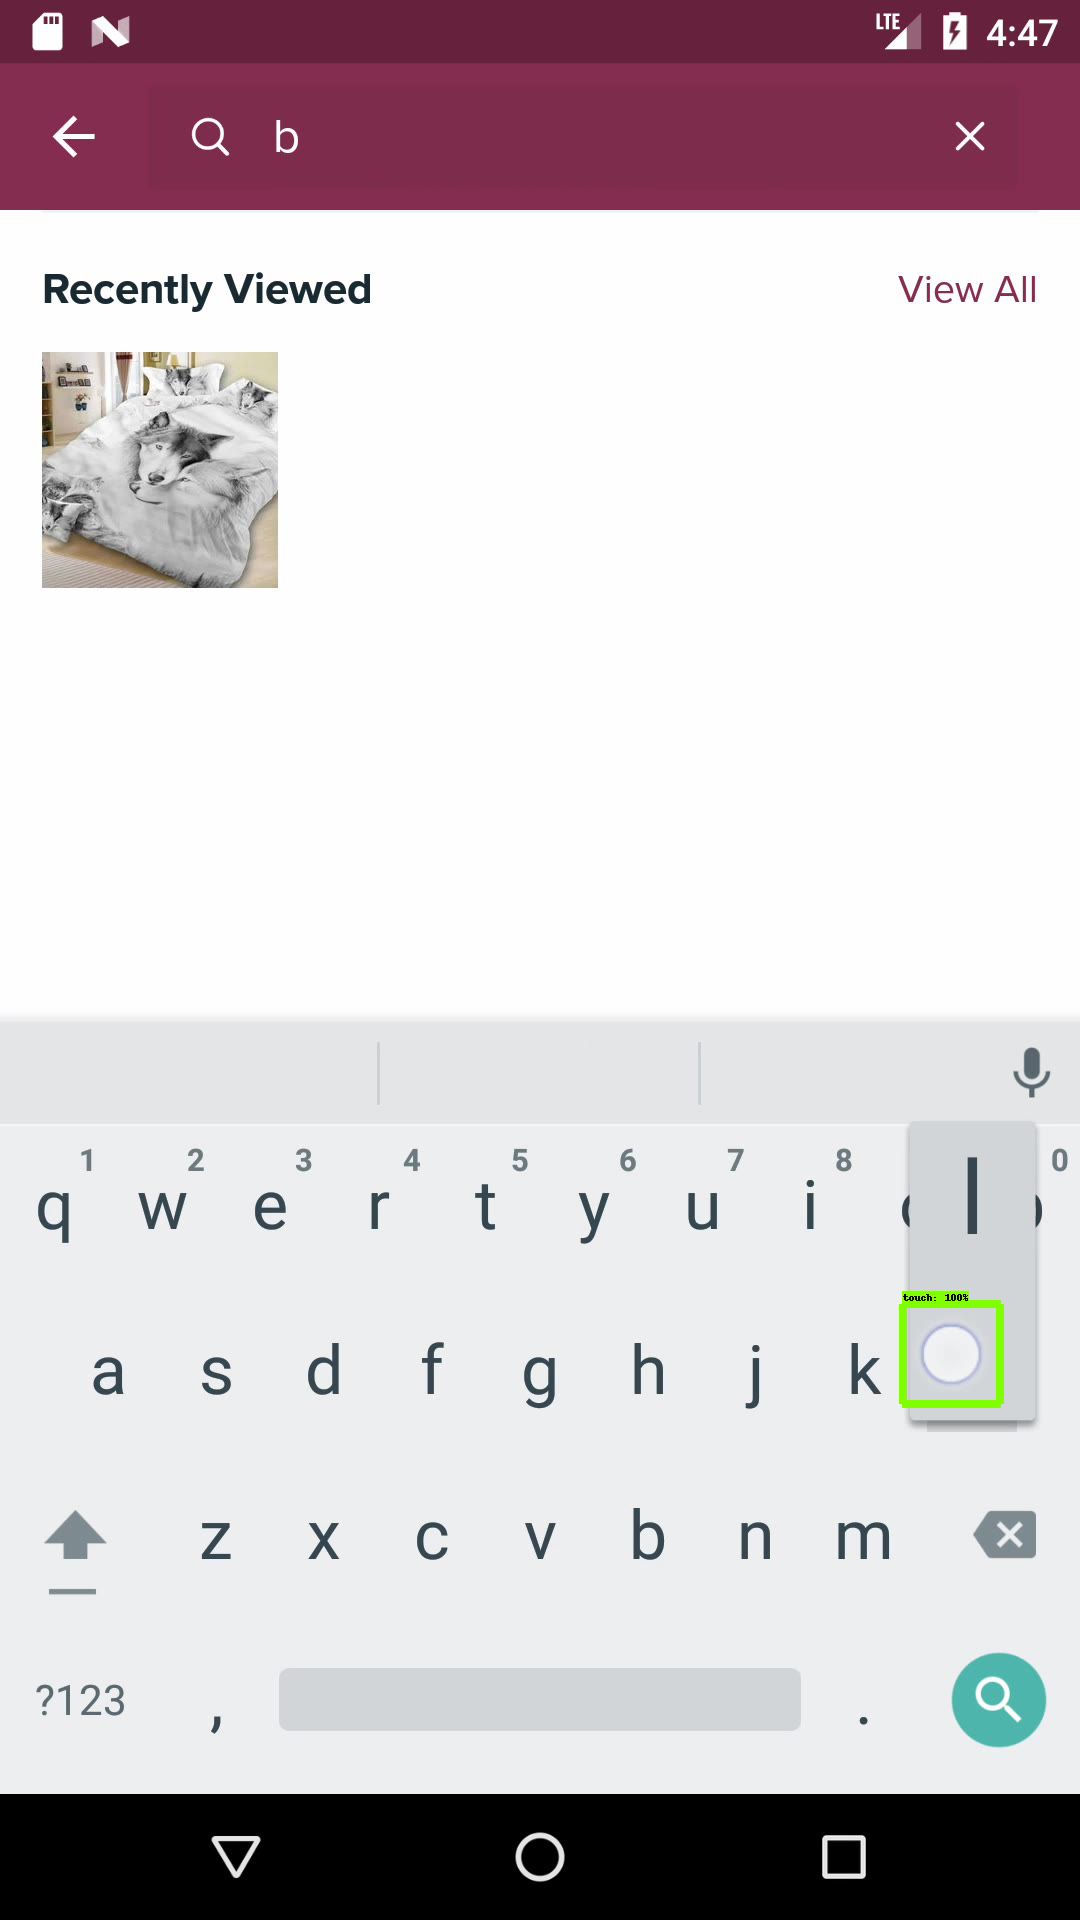 LTE 4:47
b
Recently Viewed View All
1 2 3 4 5 6 7 8 0
q w e r t y u i l
touch: 100%
a s d f g h j k
z x c v b n m
?123 , .